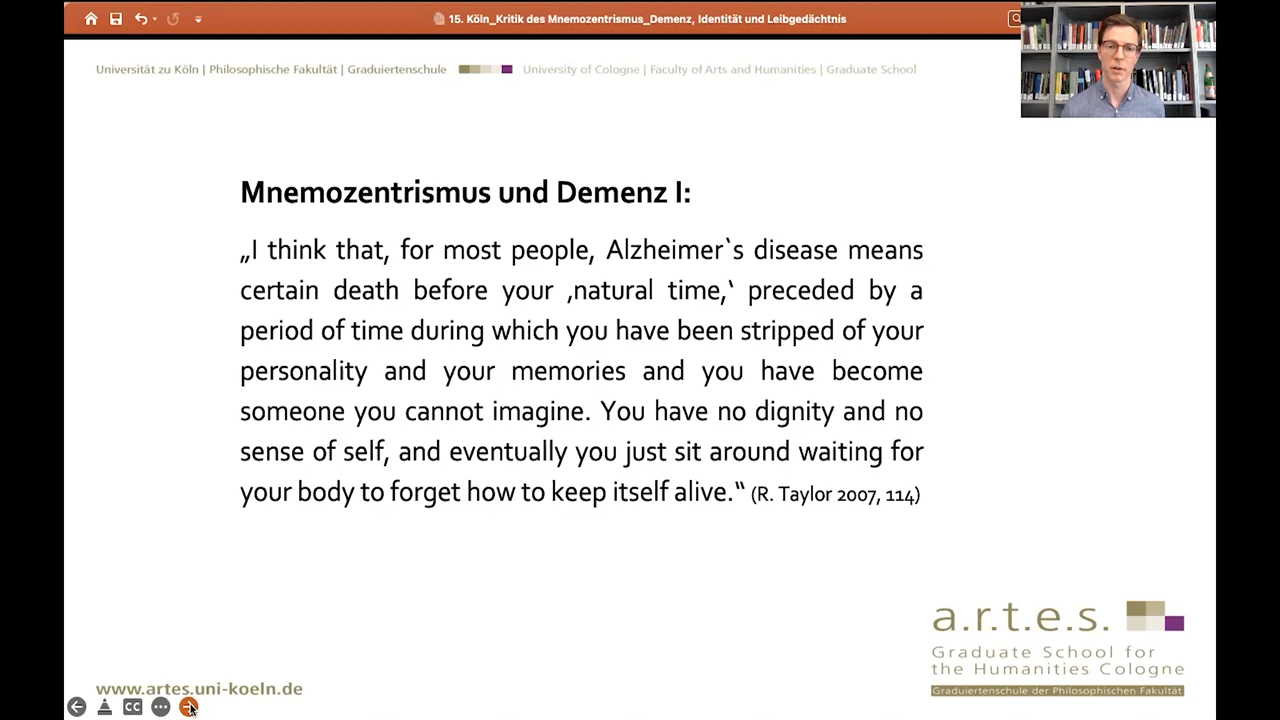 15. Köln_Kritik des Mnemozentrismus_Demenz, Identität und Leibgedächtnis
Universität zu Köln | Philosophische Fakultät | Graduiertenschule
University of Cologne | Faculty of Arts and Humanities | Graduate School
Mnemozentrismus und Demenz I:
„I think that, for most people, Alzheimer`s disease means
certain death before your ‚natural time,‘ preceded by a
period of time during which you have been stripped of your
personality and your memories and you have become
someone you cannot imagine. You have no dignity and no
sense of self, and eventually you just sit around waiting for
your body to forget how to keep itself alive.“ (R. Taylor 2007, 114)
a.r.t.e.s.
Graduate School for
the Humanities Cologne
Graduiertenschule der Philosophischen Fakultät
www.artes.uni-koeln.de
CC